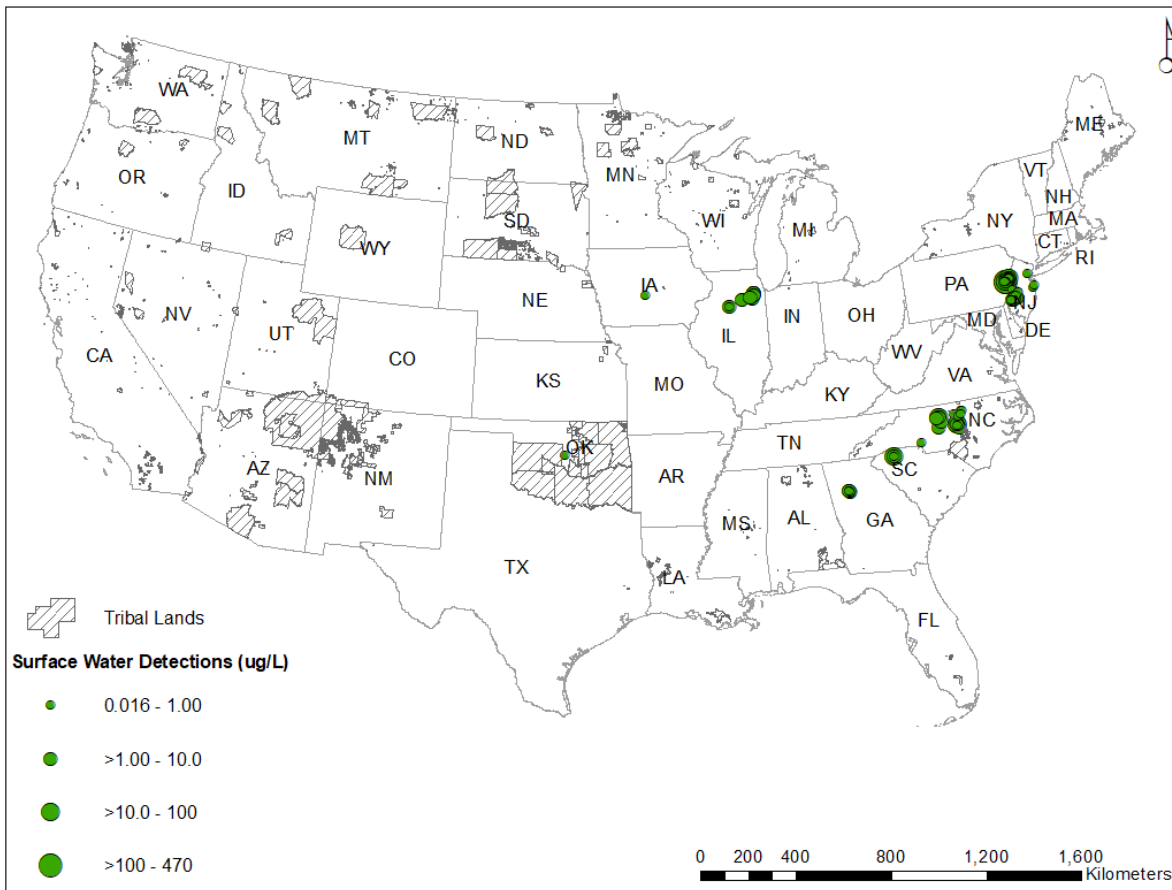 N
WA
MT
ND
MN
ME
OR
ID
SD
WI
MI
VT
NH
NY
MA
CT
RI
WY
IA
PA
NJ
NE
NV
UT
IL
IN
OH
MD
DE
CA
CO
WV
KS
MO
KY
VA
TN
NC
OK
AZ
NM
AR
SC
MS
AL
GA
TX
LA
FL
Tribal Lands
Surface Water Detections (ug/L)
0.016 - 1.00
>1.00 - 10.0
>10.0 - 100
>100 - 470
0 200 400 800 1,200 1,600
Kilometers